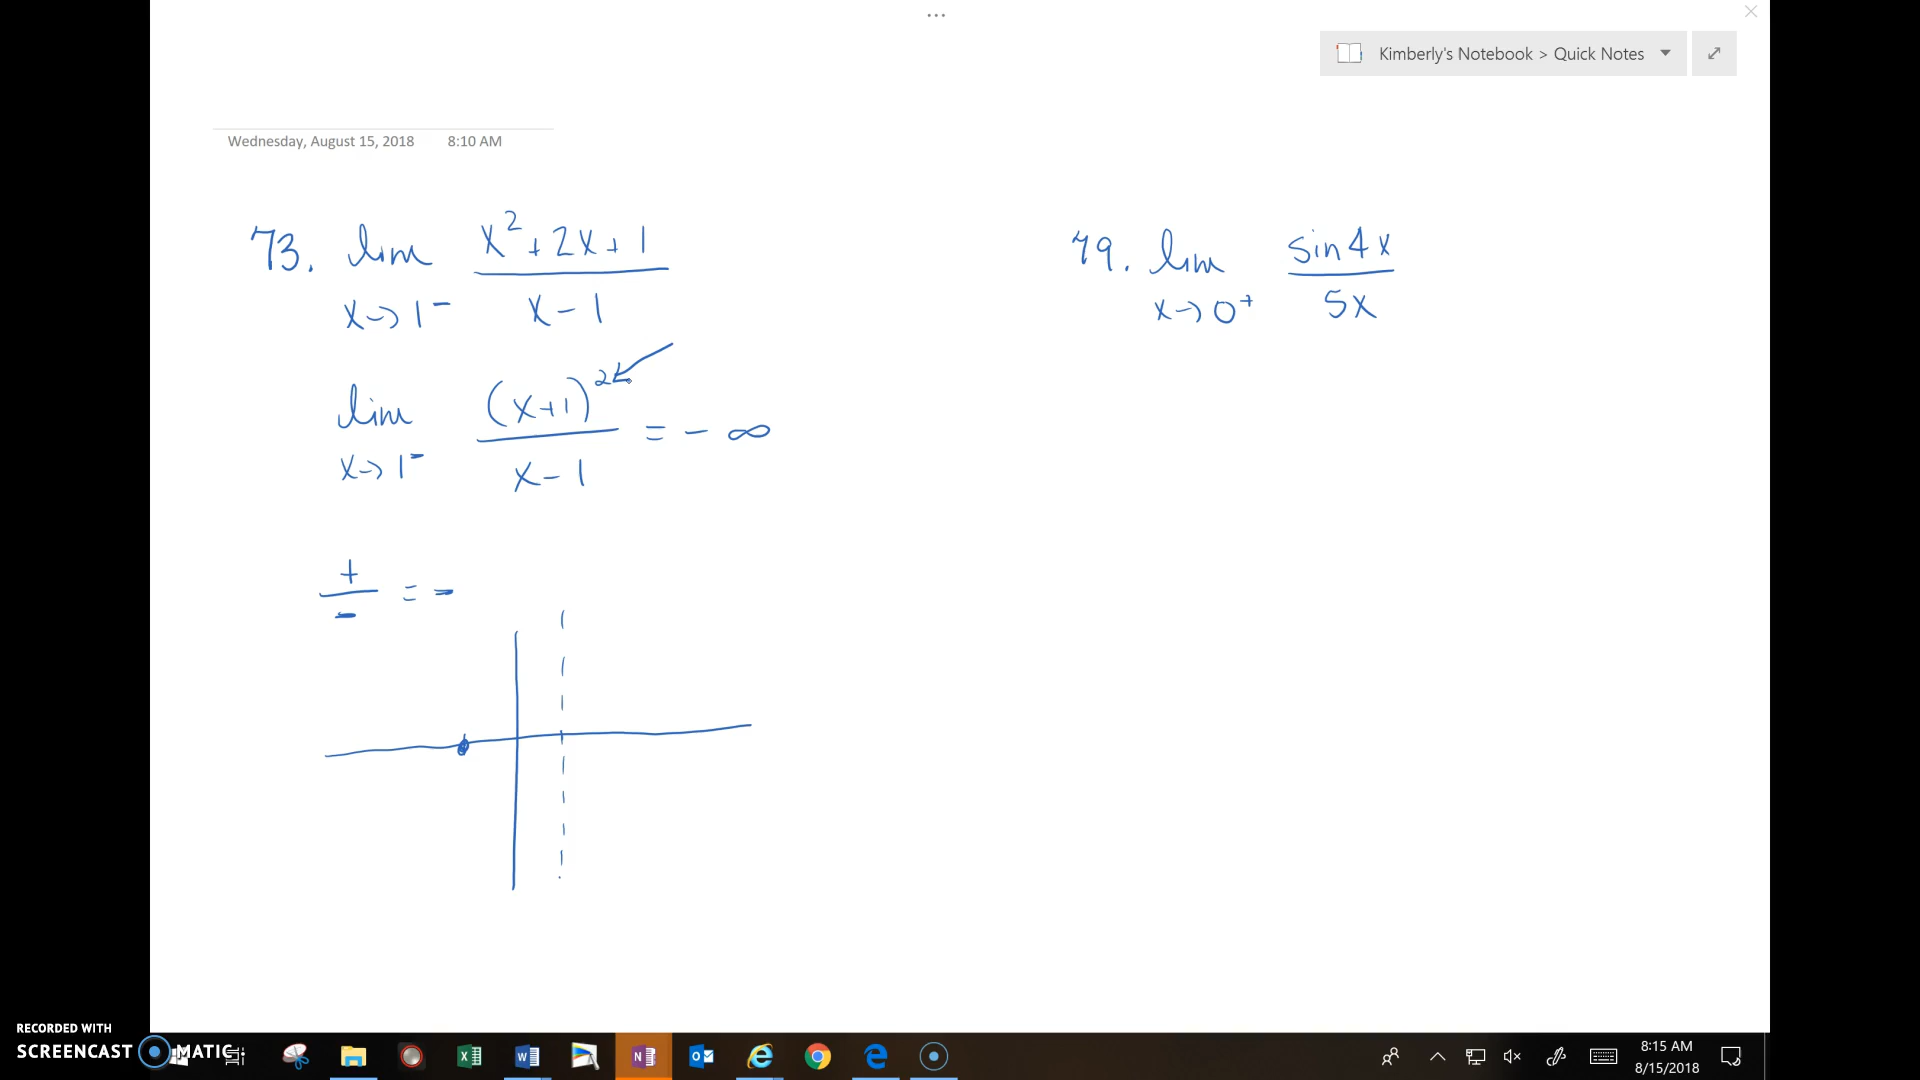 ...
Kimberly's Notebook > Quick Notes
Wednesday, August 15, 2018 8:10 AM
73. lim x²+2x+1
x→1⁻ x-1
lim (x+1)²
x→1⁻ x-1 = -∞
+
- = -
79. lim sin4x
x→0⁺ 5x
RECORDED WITH
SCREENCAST MATIC
8:15 AM
8/15/2018